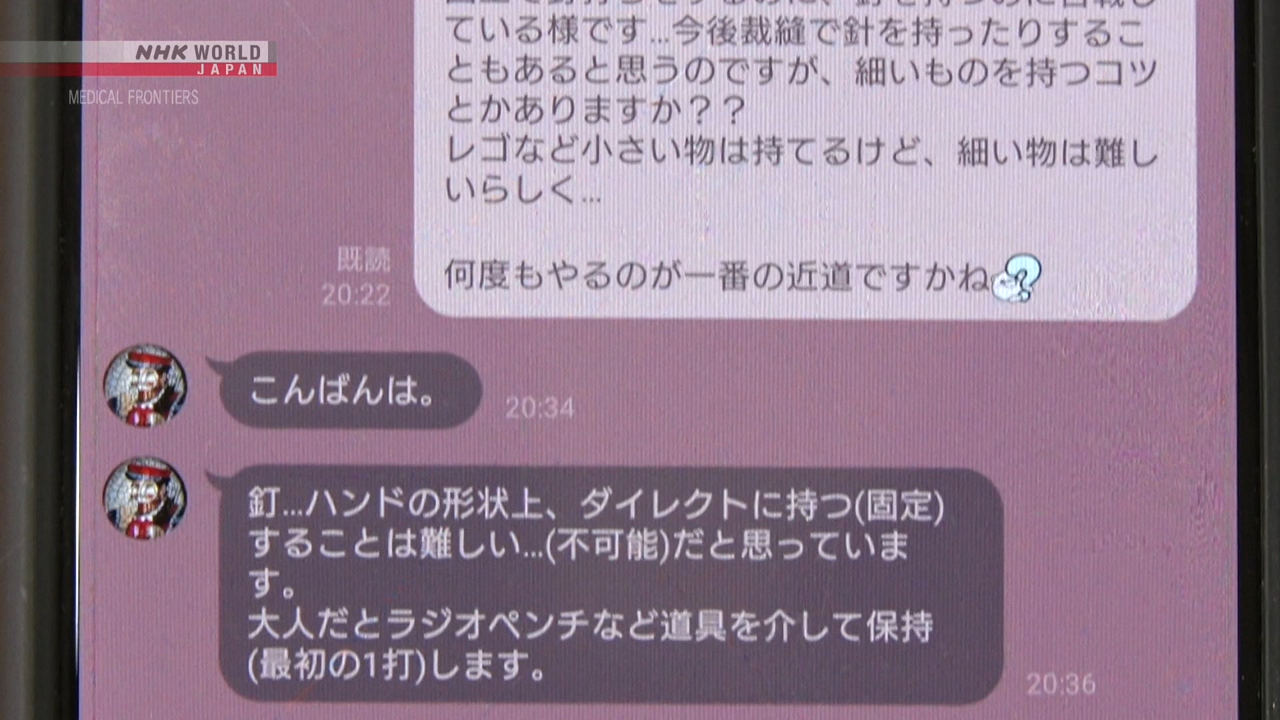 NHK WORLD
JAPAN
MEDICAL FRONTIERS
ている様です…今後裁縫で針を持ったりするこ
ともあると思うのですが、細いものを持つコツ
とかありますか？？
レゴなど小さい物は持てるけど、細い物は難し
いらしく…
何度もやるのが一番の近道ですかね
既読
20:22
こんばんは。
20:34
釘…ハンドの形状上、ダイレクトに持つ(固定)
することは難しい…(不可能)だと思っていま
す。
大人だとラジオペンチなど道具を介して保持
(最初の1打)します。
20:36